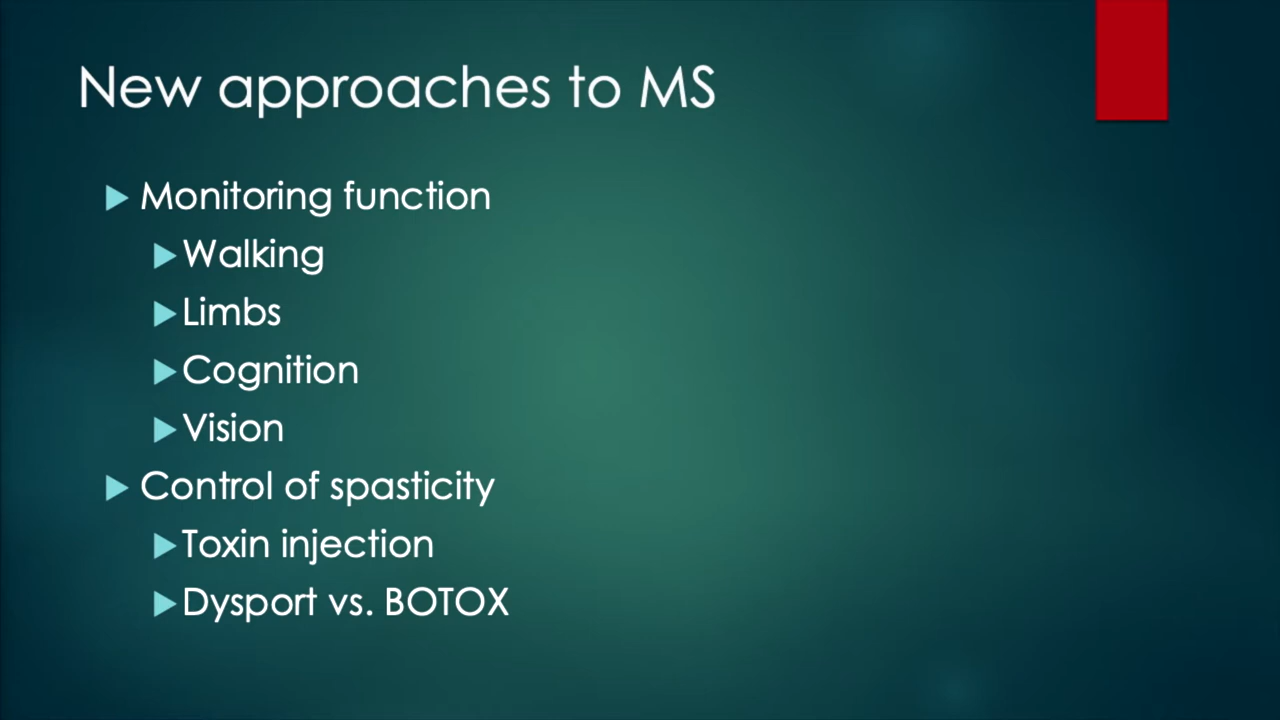 New approaches to MS
Monitoring function
Walking
Limbs
Cognition
Vision
Control of spasticity
Toxin injection
Dysport vs. BOTOX